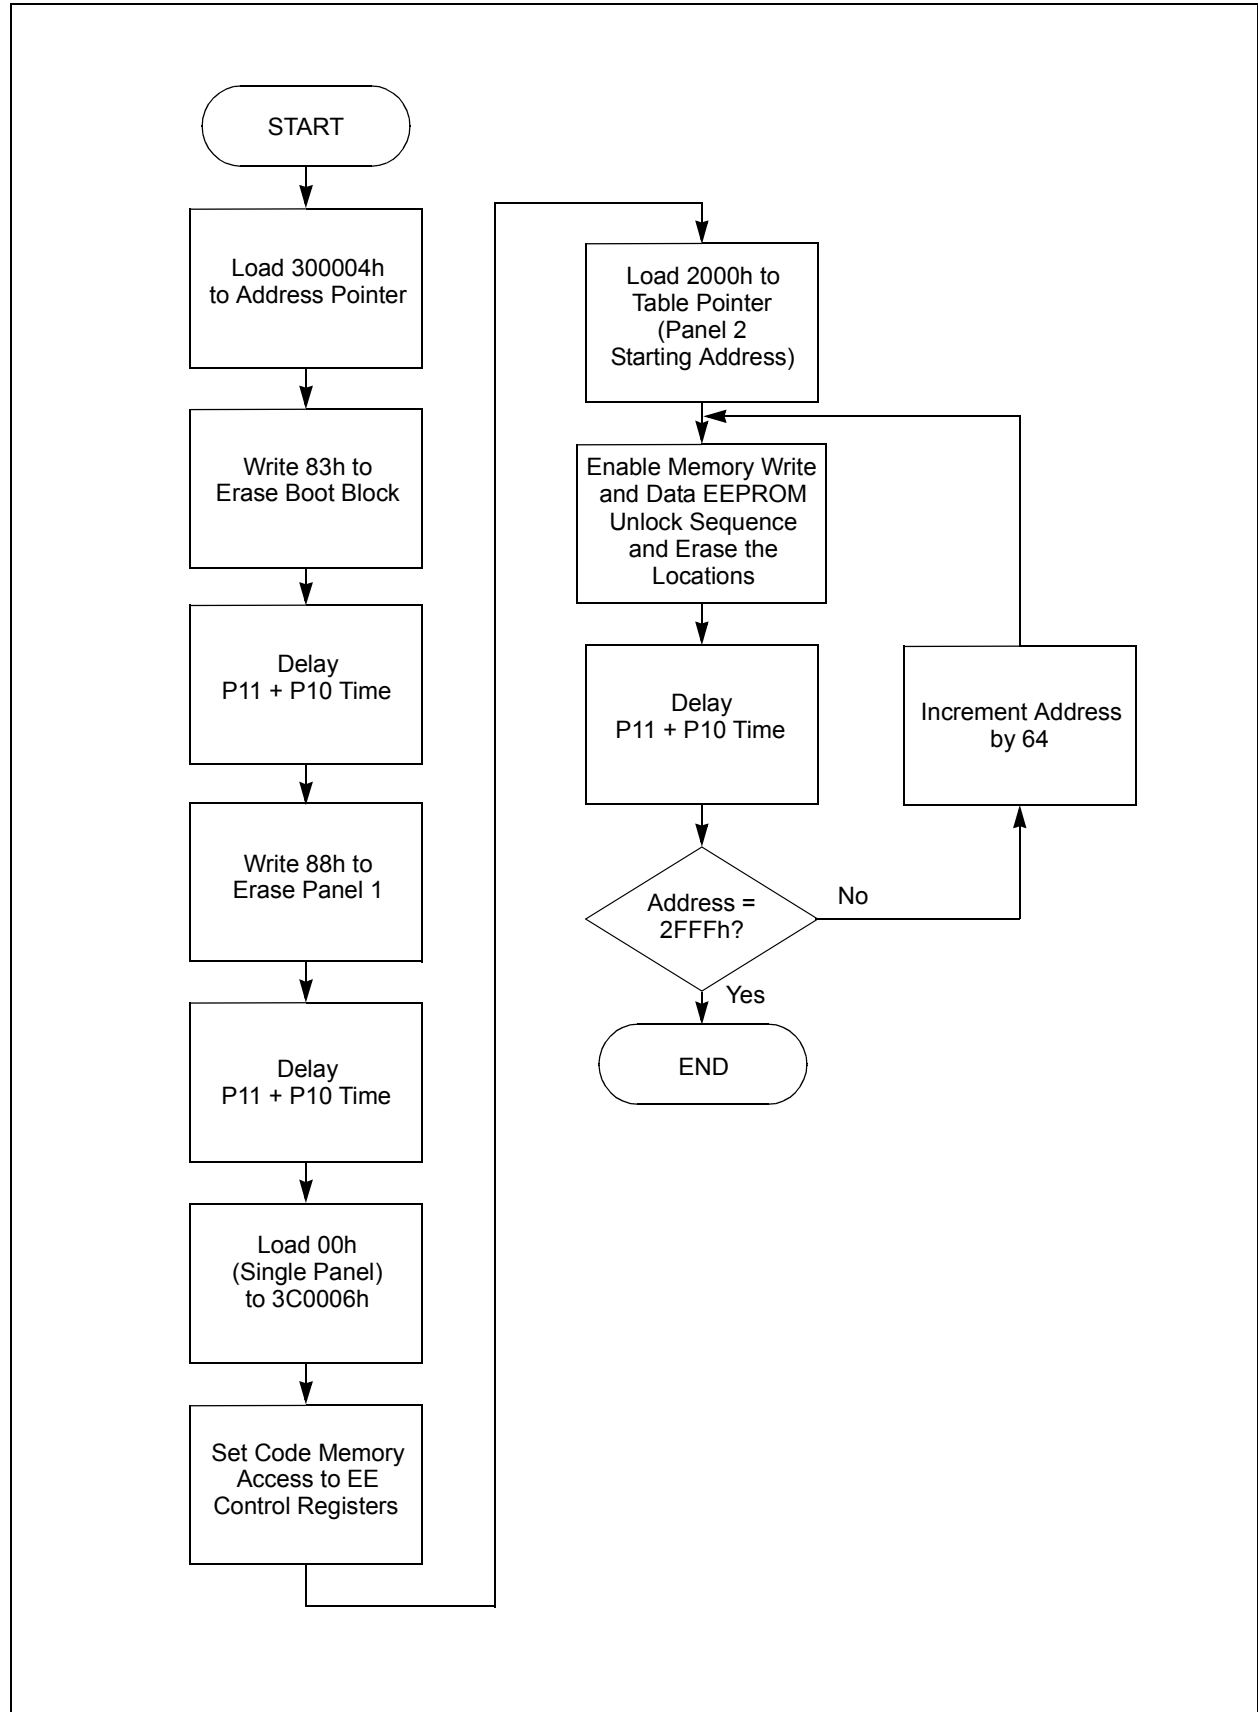 START
Load 300004h
to Address Pointer
Write 83h to
Erase Boot Block
Delay
P11 + P10 Time
Write 88h to
Erase Panel 1
Delay
P11 + P10 Time
Load 00h
(Single Panel)
to 3C0006h
Set Code Memory
Access to EE
Control Registers
Load 2000h to
Table Pointer
(Panel 2
Starting Address)
Enable Memory Write
and Data EEPROM
Unlock Sequence
and Erase the
Locations
Delay
P11 + P10 Time
Increment Address
by 64
Address =
2FFFh?
No
Yes
END